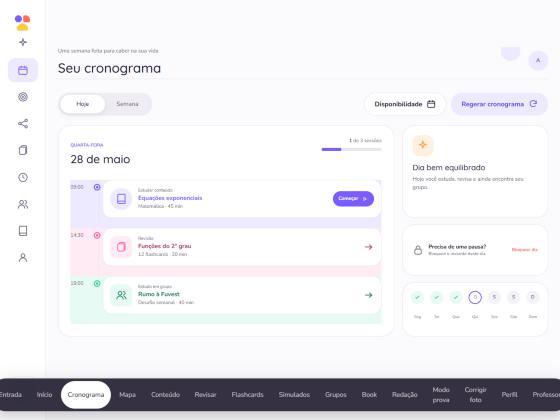 Uma semana feita para caber na sua vida
Seu cronograma
A
Hoje
Semana
Disponibilidade
Regerar cronograma
QUARTA-FEIRA
28 de maio
1 de 3 sessões
09:00
Estudar conteúdo
Equações exponenciais
Matemática · 45 min
Começar
14:30
Revisão
Funções do 2º grau
12 flashcards · 20 min
19:00
Estudo em grupo
Rumo à Fuvest
Desafio semanal · 40 min
Dia bem equilibrado
Hoje você estuda, revisa e ainda encontra seu
grupo.
Precisa de uma pausa?
Bloqueie o restante deste dia
Bloquear dia
Q S S D
Seg Ter Qua Qui Sex Sáb Dom
Entrada
Início
Cronograma
Mapa
Conteúdo
Revisar
Flashcards
Simulados
Grupos
Book
Redação
Modo
prova
Corrigir
foto
Perfil
Professo